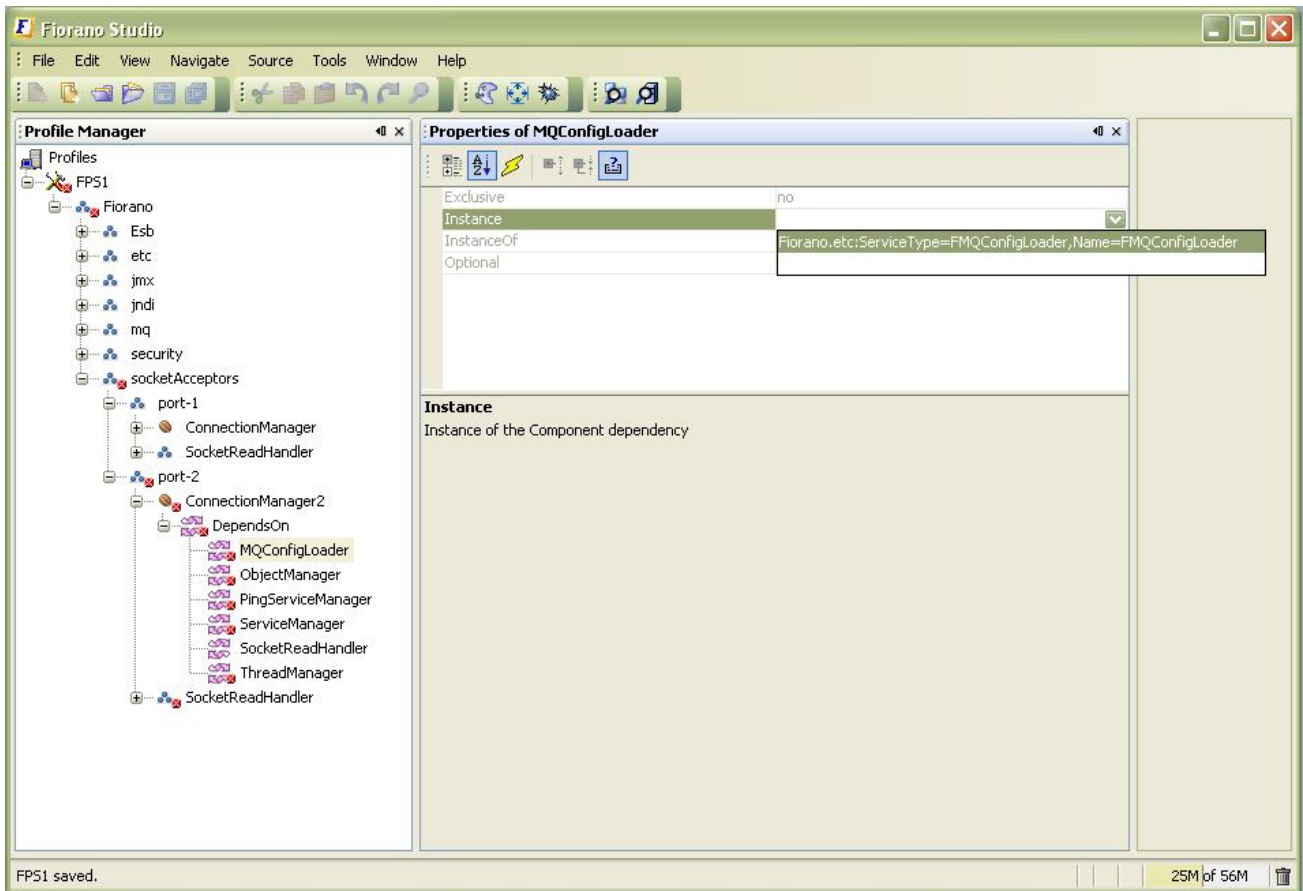 Fiorano Studio
File Edit View Navigate Source Tools Window Help
Profile Manager
Profiles
FPS1
Fiorano
Esb
etc
jmx
jndi
mq
security
socketAcceptors
port-1
ConnectionManager
SocketReadHandler
port-2
ConnectionManager2
DependsOn
MQConfigLoader
ObjectManager
PingServiceManager
ServiceManager
SocketReadHandler
ThreadManager
SocketReadHandler
Properties of MQConfigLoader
Exclusive no
Instance
InstanceOf
Fiorano.etc:ServiceType=FMQConfigLoader,Name=FMQConfigLoader
Optional
Instance
Instance of the Component dependency
FPS1 saved.
25M of 56M